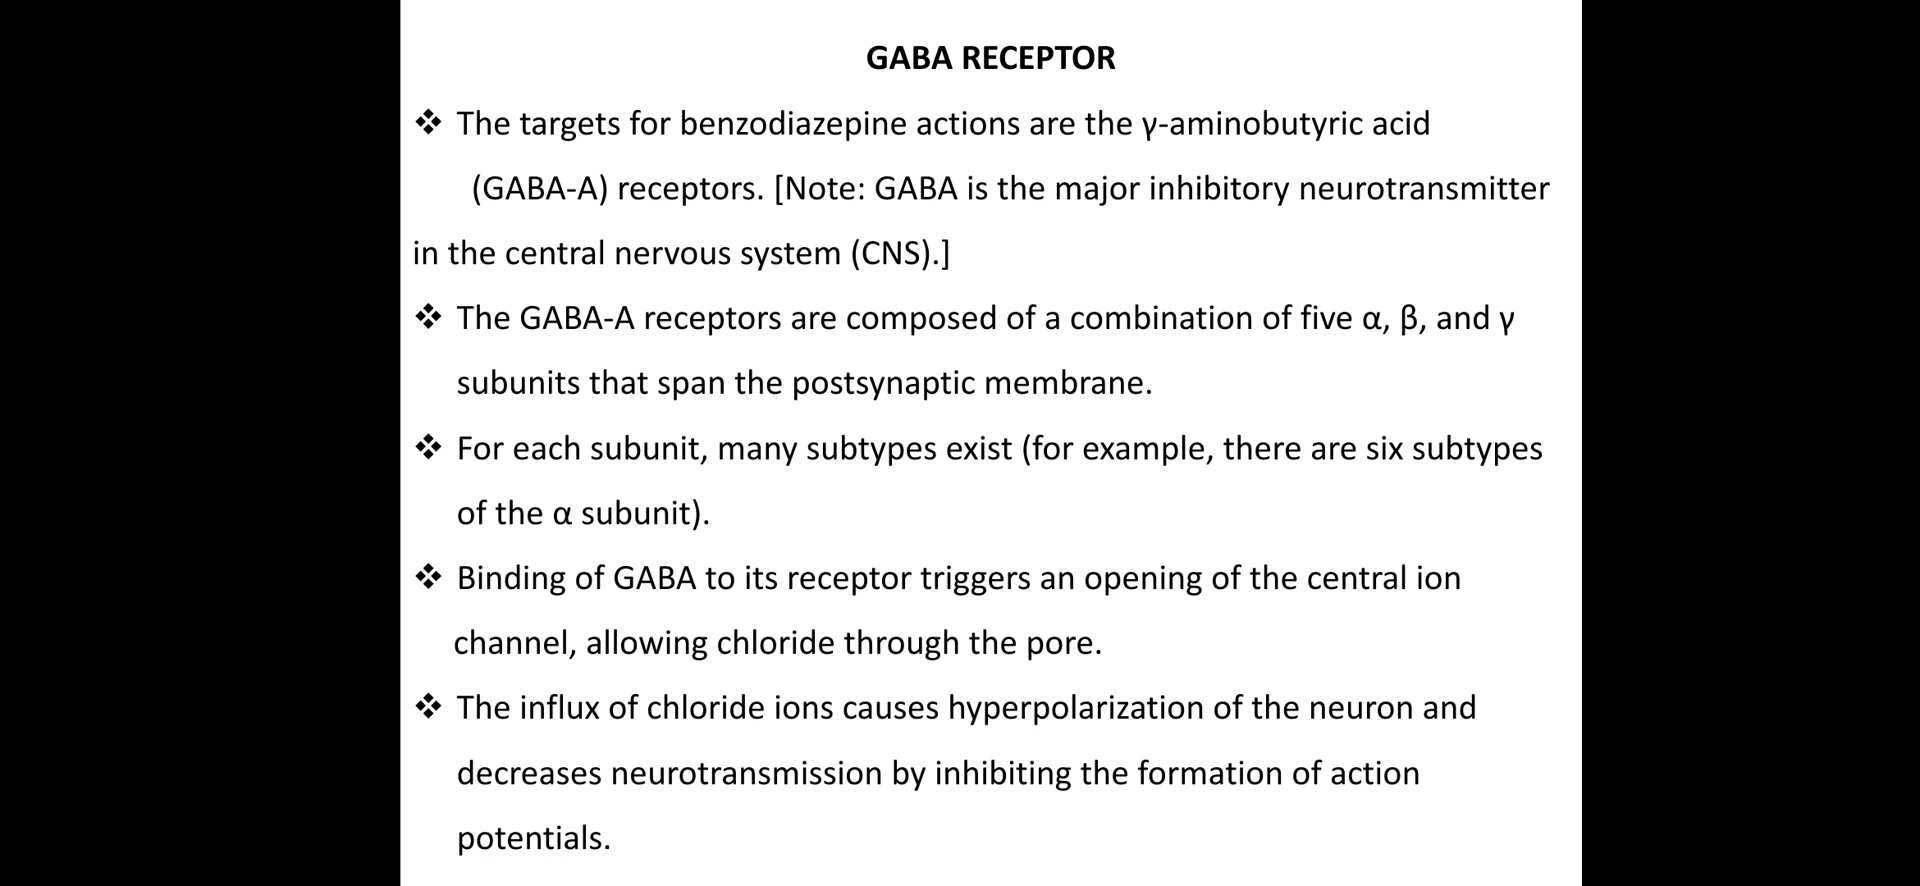 GABA RECEPTOR
❖ The targets for benzodiazepine actions are the γ-aminobutyric acid
(GABA-A) receptors. [Note: GABA is the major inhibitory neurotransmitter
in the central nervous system (CNS).]
❖ The GABA-A receptors are composed of a combination of five α, β, and γ
subunits that span the postsynaptic membrane.
❖ For each subunit, many subtypes exist (for example, there are six subtypes
of the α subunit).
❖ Binding of GABA to its receptor triggers an opening of the central ion
channel, allowing chloride through the pore.
❖ The influx of chloride ions causes hyperpolarization of the neuron and
decreases neurotransmission by inhibiting the formation of action
potentials.